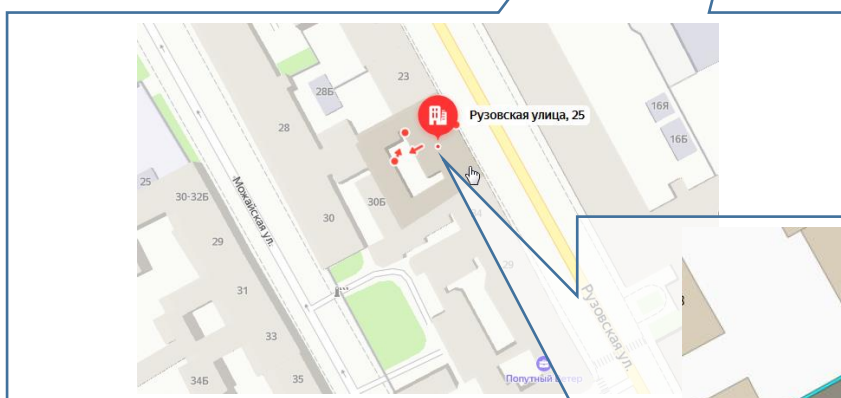 23
28Б
Рузовская улица, 25
16Я
28
16Б
25
30-32Б
Можайская ул.
30Б
30
29
29
31
Рузовская ул.
33
Попутный Ветер
34Б
35